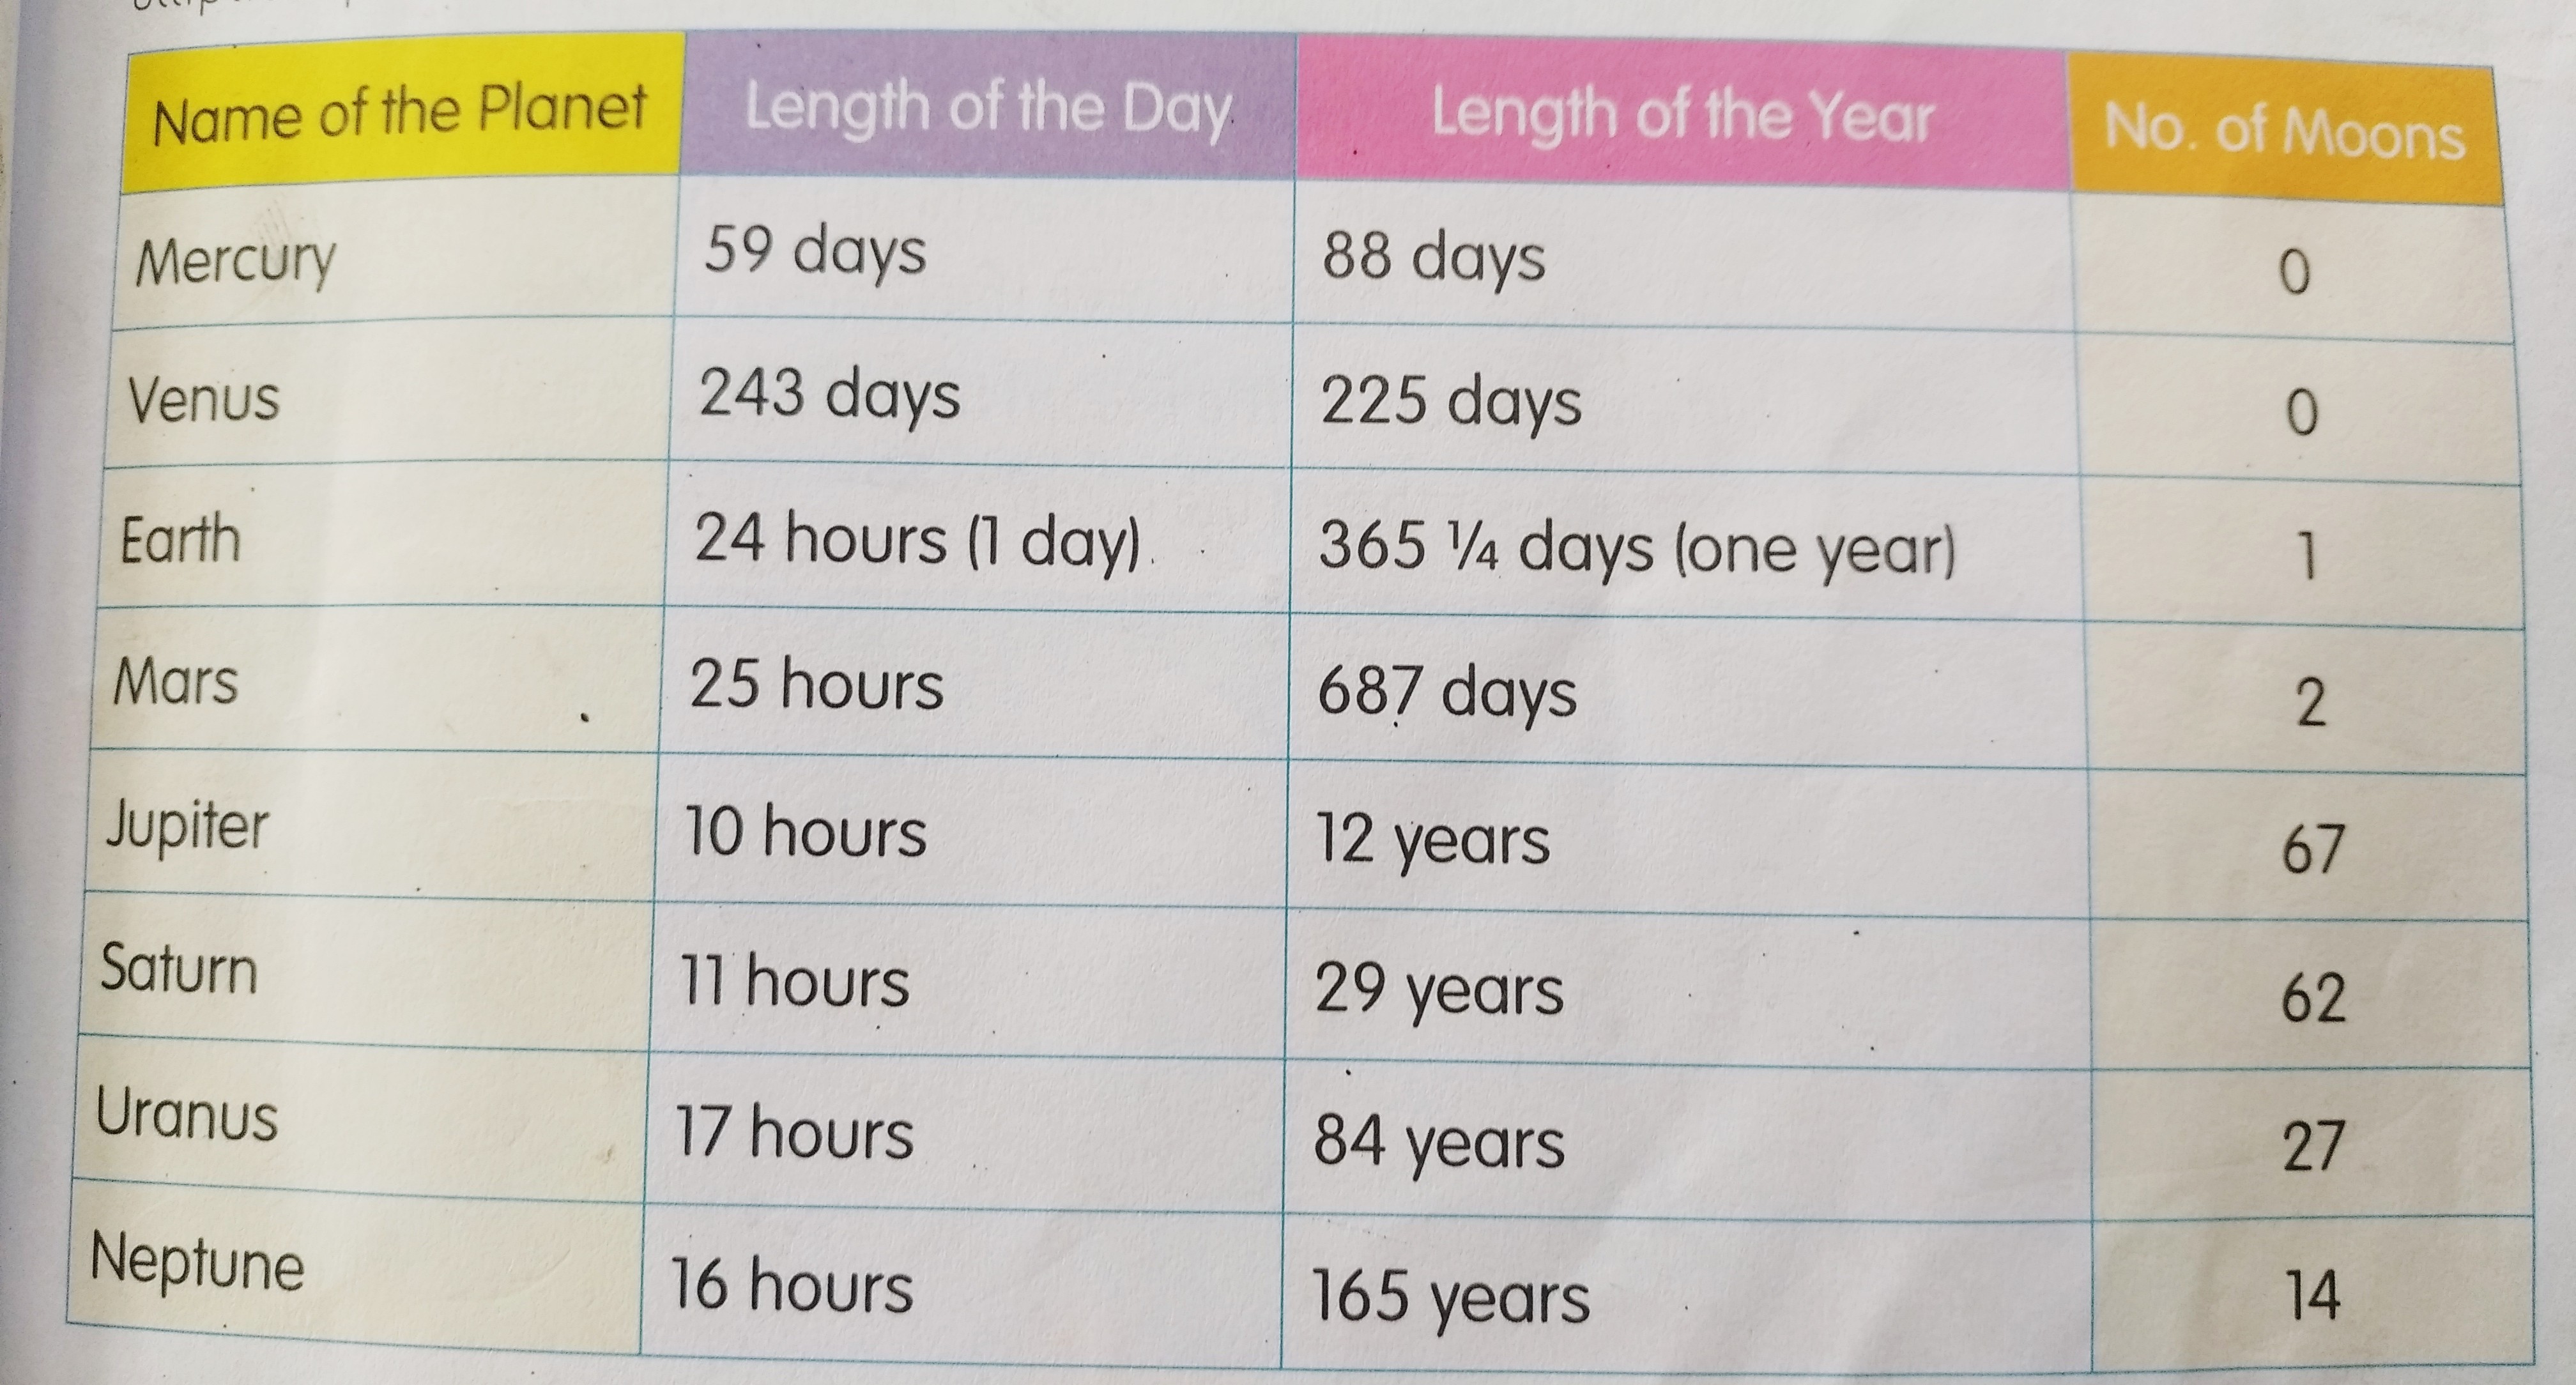 Name of the Planet Length of the Day Length of the Year No. of Moons
Mercury 59 days 88 days 0
Venus 243 days 225 days 0
Earth 24 hours (1 day) 365 ¼ days (one year) 1
Mars 25 hours 687 days 2
Jupiter 10 hours 12 years 67
Saturn 11 hours 29 years 62
Uranus 17 hours 84 years 27
Neptune 16 hours 165 years 14